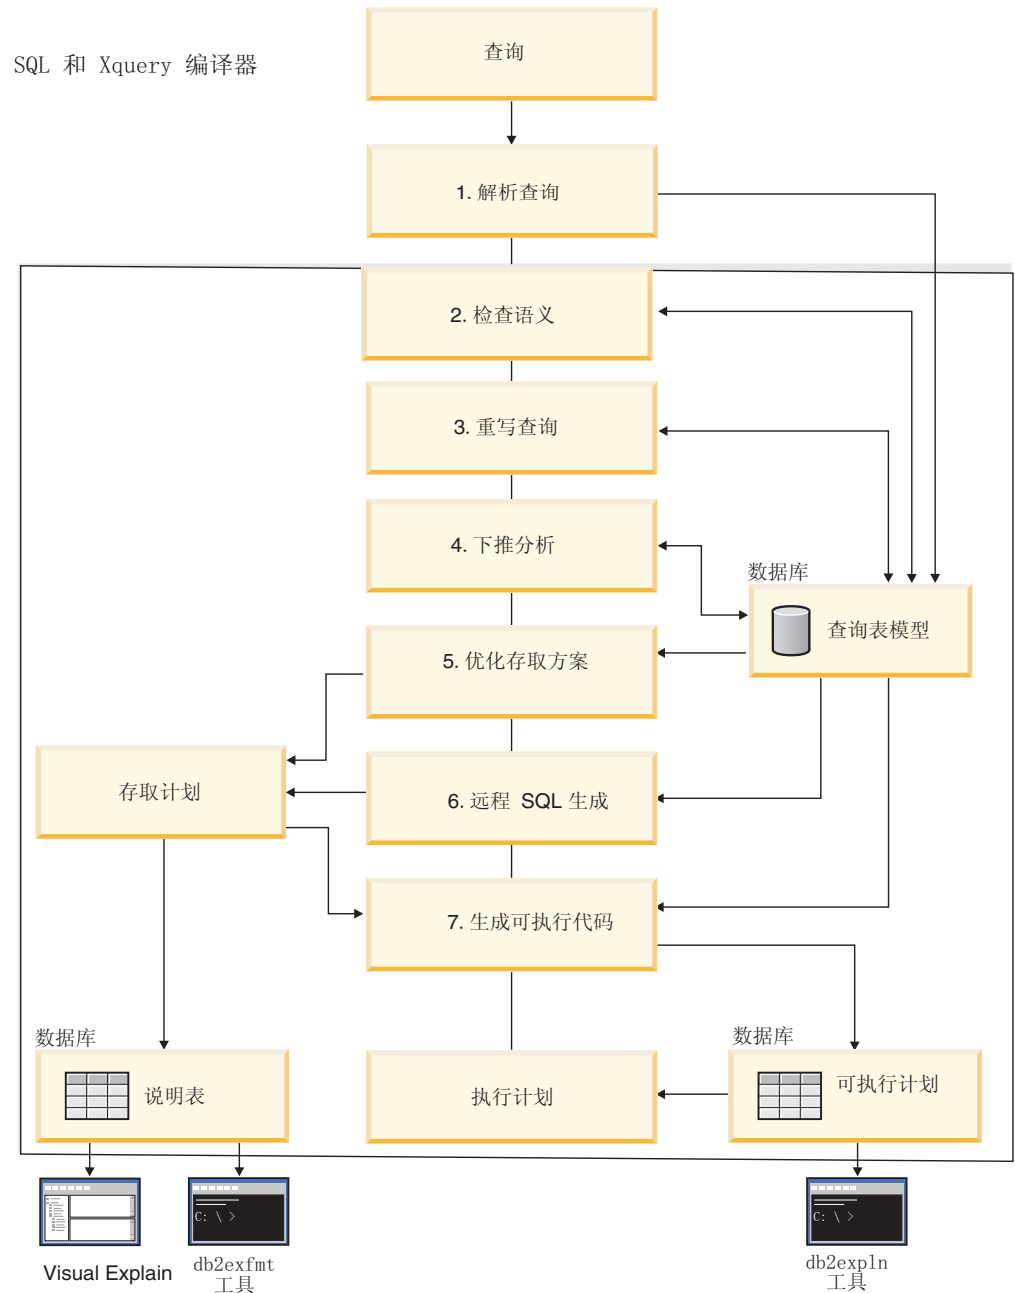 SQL 和 Xquery 编译器
查询
1. 解析查询
2. 检查语义
3. 重写查询
4. 下推分析
数据库
查询表模型
5. 优化存取方案
存取计划
6. 远程 SQL 生成
7. 生成可执行代码
数据库
说明表
执行计划
数据库
可执行计划
C: \ >
C: \ >
Visual Explain
db2exfmt
工具
db2expln
工具